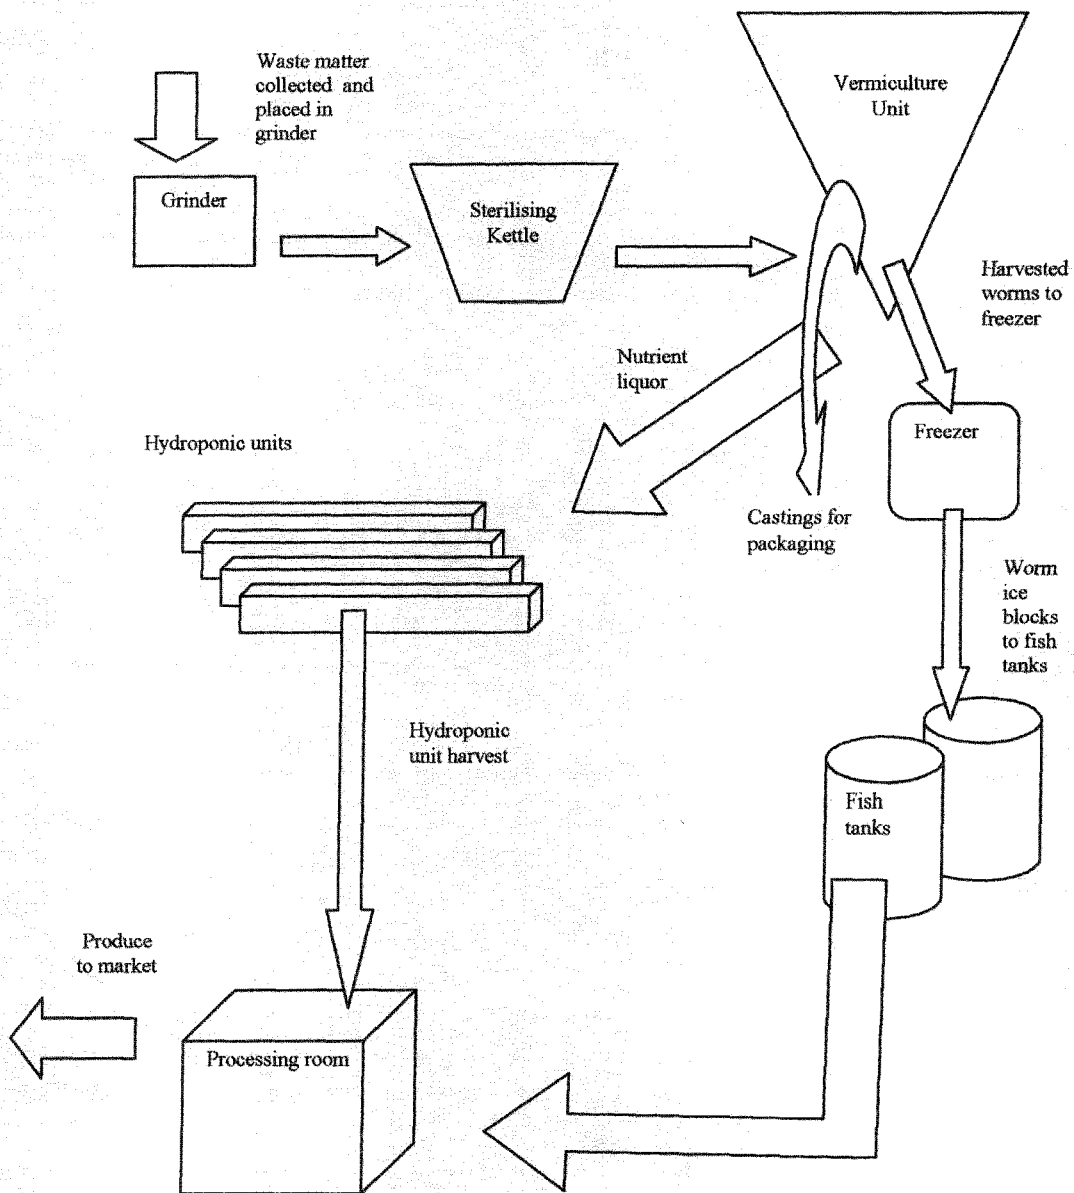 Waste matter
collected and
placed in
grinder
Vermiculture
Unit
Grinder
Sterilising
Kettle
Harvested
worms to
freezer
Nutrient
liquor
Freezer
Hydroponic units
Castings for
packaging
Worm
ice
blocks
to fish
tanks
Hydroponic
unit harvest
Fish
tanks
Produce
to market
Processing room